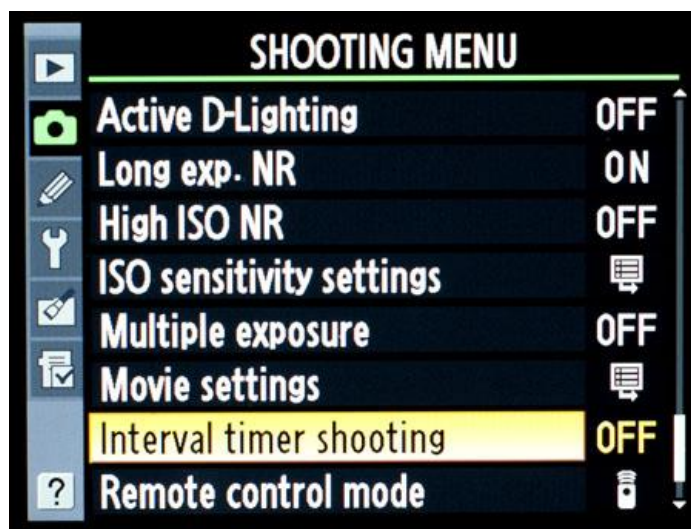 SHOOTING MENU
Active D-Lighting OFF
Long exp. NR ON
High ISO NR OFF
ISO sensitivity settings
Multiple exposure OFF
Movie settings
Interval timer shooting OFF
? Remote control mode